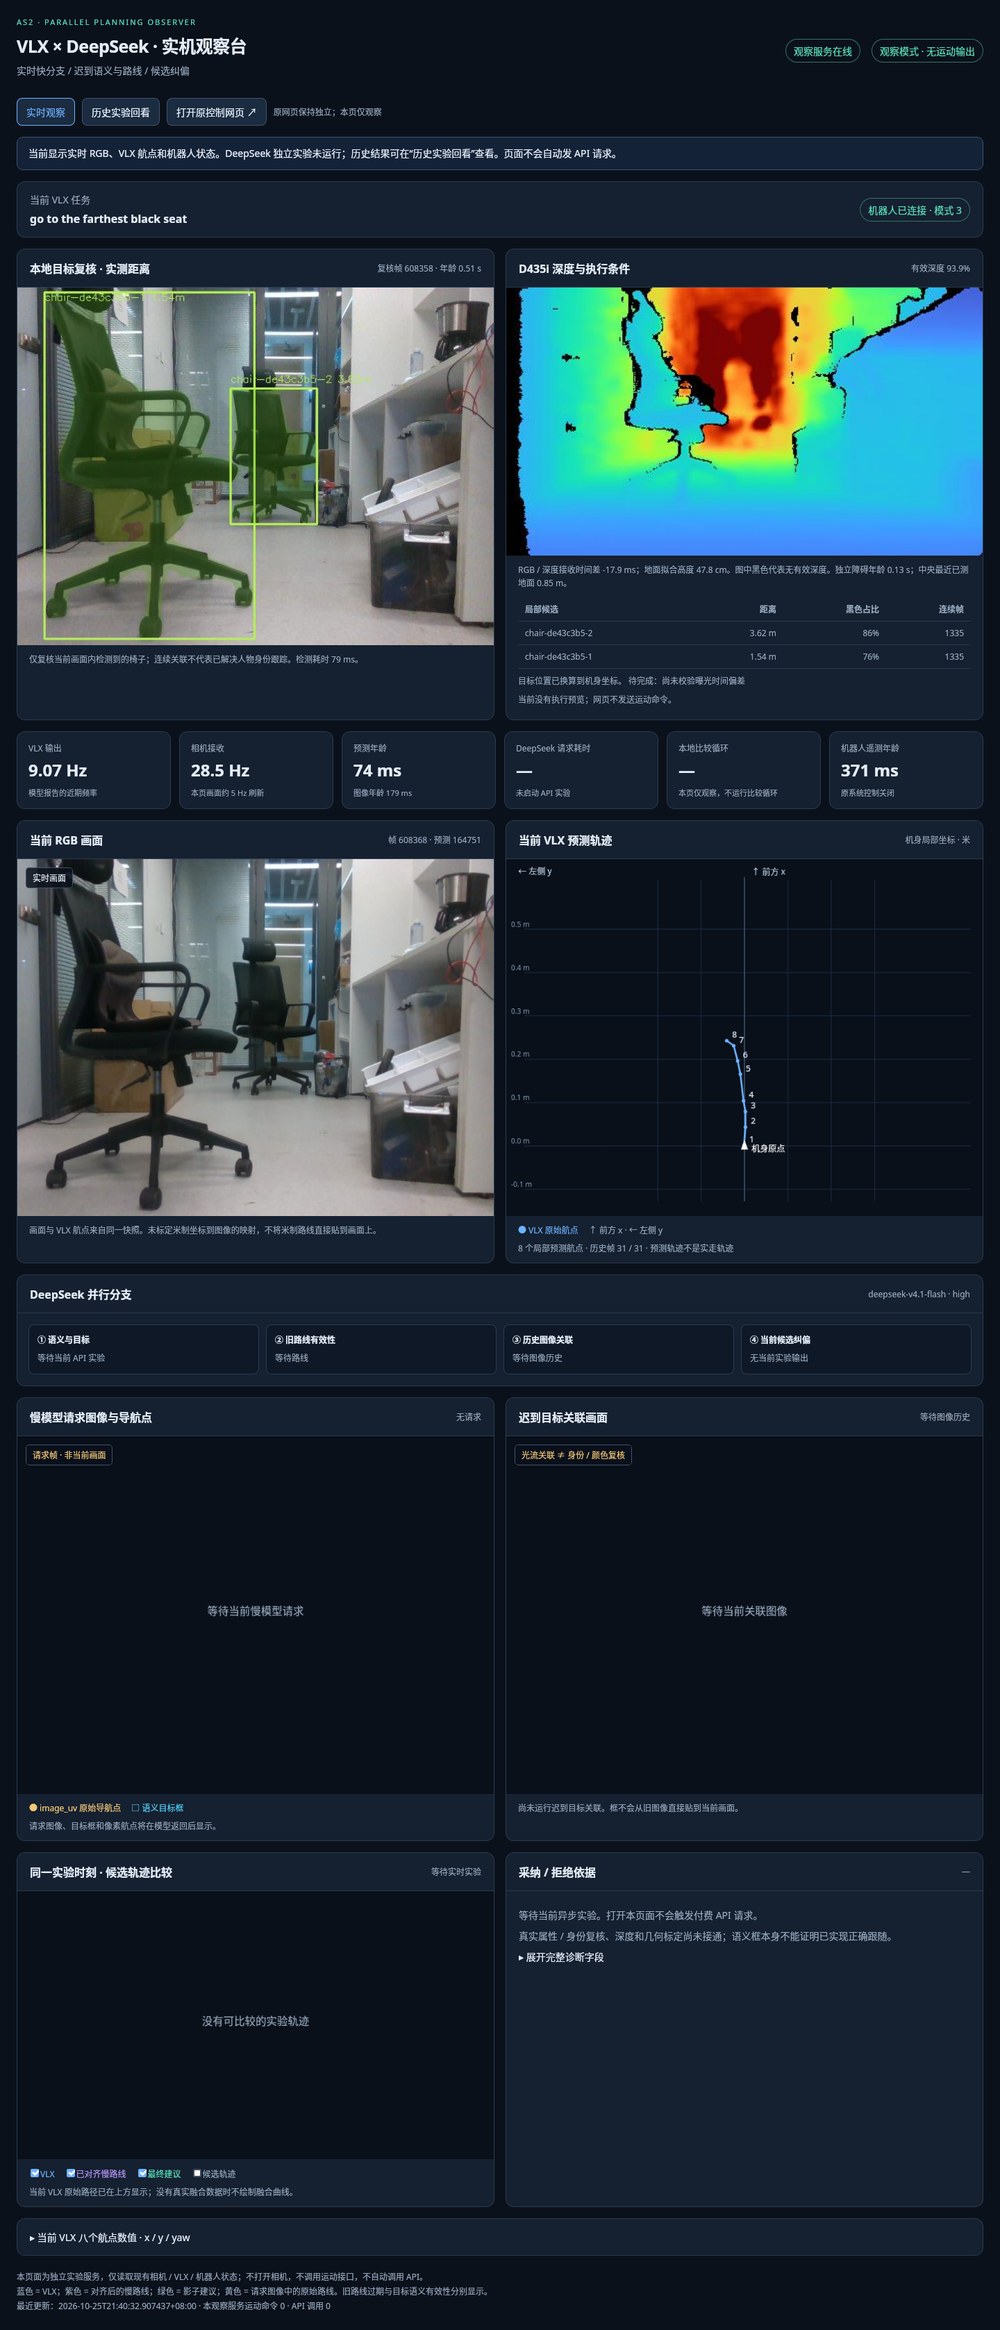 AS2 · PARALLEL PLANNING OBSERVER
VLX × DeepSeek · 实机观察台
实时快分支 / 迟到语义与路线 / 候选纠偏
观察服务在线
观察模式 · 无运动输出
实时观察
历史实验回看
打开原控制网页 ↗
原网页保持独立；本页仅观察
当前显示实时 RGB、VLX 航点和机器人状态。DeepSeek 独立实验未运行；历史结果可在“历史实验回看”查看。页面不会自动发 API 请求。
当前 VLX 任务
go to the farthest black seat
机器人已连接 · 模式 3
本地目标复核 · 实测距离
复核帧 608358 · 年龄 0.51 s
chair-de43c3b5-2
仅复核当前画面内检测到的椅子；连续关联不代表已解决人物身份跟踪。检测耗时 79 ms。
D435i 深度与执行条件
有效深度 93.9%
RGB / 深度接收时间差 -17.9 ms；地面拟合高度 47.8 cm。图中黑色代表无有效深度。独立障碍年龄 0.13 s；中央最近已测
地面 0.85 m。
局部候选 距离 黑色占比 连续帧
chair-de43c3b5-2 3.62 m 86% 1335
chair-de43c3b5-1 1.54 m 76% 1335
目标位置已换算到机身坐标。 待完成：尚未校验曝光时间偏差
当前没有执行预览；网页不发送运动命令。
VLX 输出
9.07 Hz
模型报告的近期频率
相机接收
28.5 Hz
本页画面约 5 Hz 刷新
预测年龄
74 ms
图像年龄 179 ms
DeepSeek 请求耗时
—
未启动 API 实验
本地比较循环
—
本页仅观察，不运行比较循环
机器人遥测年龄
371 ms
原系统控制关闭
当前 RGB 画面
帧 608368 · 预测 164751
实时画面
画面与 VLX 航点来自同一快照。未标定米制坐标到图像的映射，不将米制路线直接贴到画面上。
当前 VLX 预测轨迹
机身局部坐标 · 米
← 左侧 y
↑ 前方 x
0.5 m
0.4 m
0.3 m
0.2 m
0.1 m
0.0 m
-0.1 m
8
7
6
5
4
3
2
1
机身原点
VLX 原始航点 ↑ 前方 x · ← 左侧 y
8 个局部预测航点 · 历史帧 31 / 31 · 预测轨迹不是实走轨迹
DeepSeek 并行分支
deepseek-v4.1-flash · high
① 语义与目标
等待当前 API 实验
② 旧路线有效性
等待路线
③ 历史图像关联
等待图像历史
④ 当前候选纠偏
无当前实验输出
慢模型请求图像与导航点
无请求
请求帧 · 非当前画面
等待当前慢模型请求
image_uv 原始导航点 □ 语义目标框
请求图像、目标框和像素航点将在模型返回后显示。
迟到目标关联画面
等待图像历史
光流关联 ≠ 身份 / 颜色复核
等待当前关联图像
尚未运行迟到目标关联。框不会从旧图像直接贴到当前画面。
同一实验时刻 · 候选轨迹比较
等待实时实验
没有可比较的实验轨迹
VLX 已对齐慢路线 最终建议 候选轨迹
当前 VLX 原始路径已在上方显示；没有真实融合数据时不绘制融合曲线。
采纳 / 拒绝依据
—
等待当前异步实验。打开本页面不会触发付费 API 请求。
真实属性 / 身份复核、深度和几何标定尚未接通；语义框本身不能证明已实现正确跟随。
▸ 展开完整诊断字段
▸ 当前 VLX 八个航点数值 · x / y / yaw
本页面为独立实验服务，仅读取现有相机 / VLX / 机器人状态；不打开相机，不调用运动接口，不自动调用 API。
蓝色 = VLX；紫色 = 对齐后的慢路线；绿色 = 影子建议；黄色 = 请求图像中的原始路线。旧路线过期与目标语义有效性分别显示。
最近更新：2026-10-25T21:40:32.907437+08:00 · 本观察服务运动命令 0 · API 调用 0